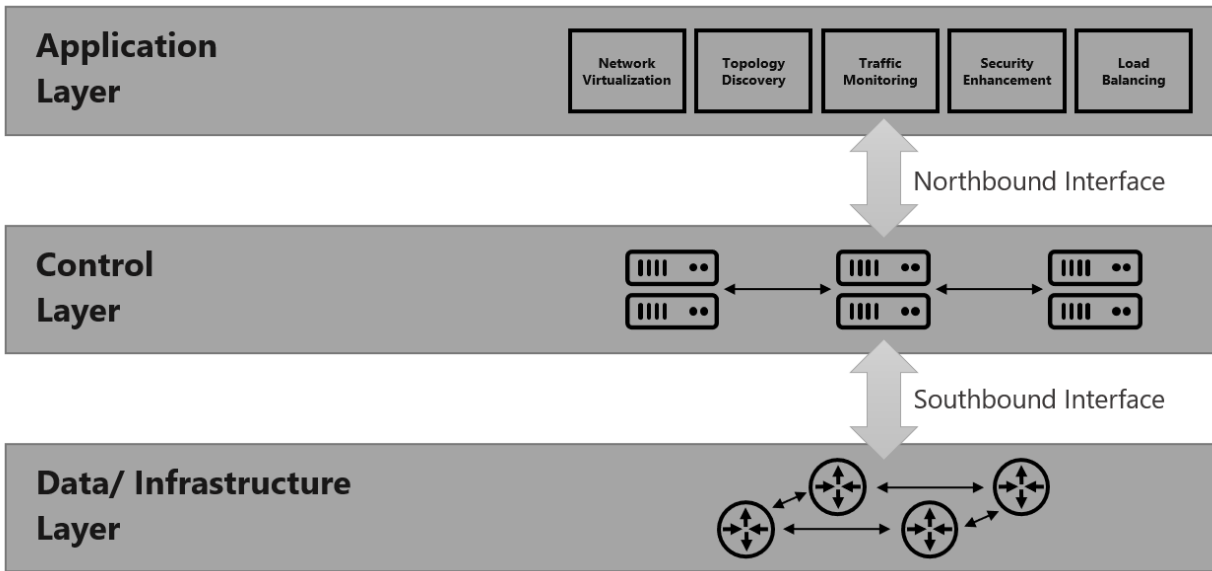 Application
Layer
Network
Virtualization
Topology
Discovery
Traffic
Monitoring
Security
Enhancement
Load
Balancing
Northbound Interface
Control
Layer
Southbound Interface
Data/ Infrastructure
Layer